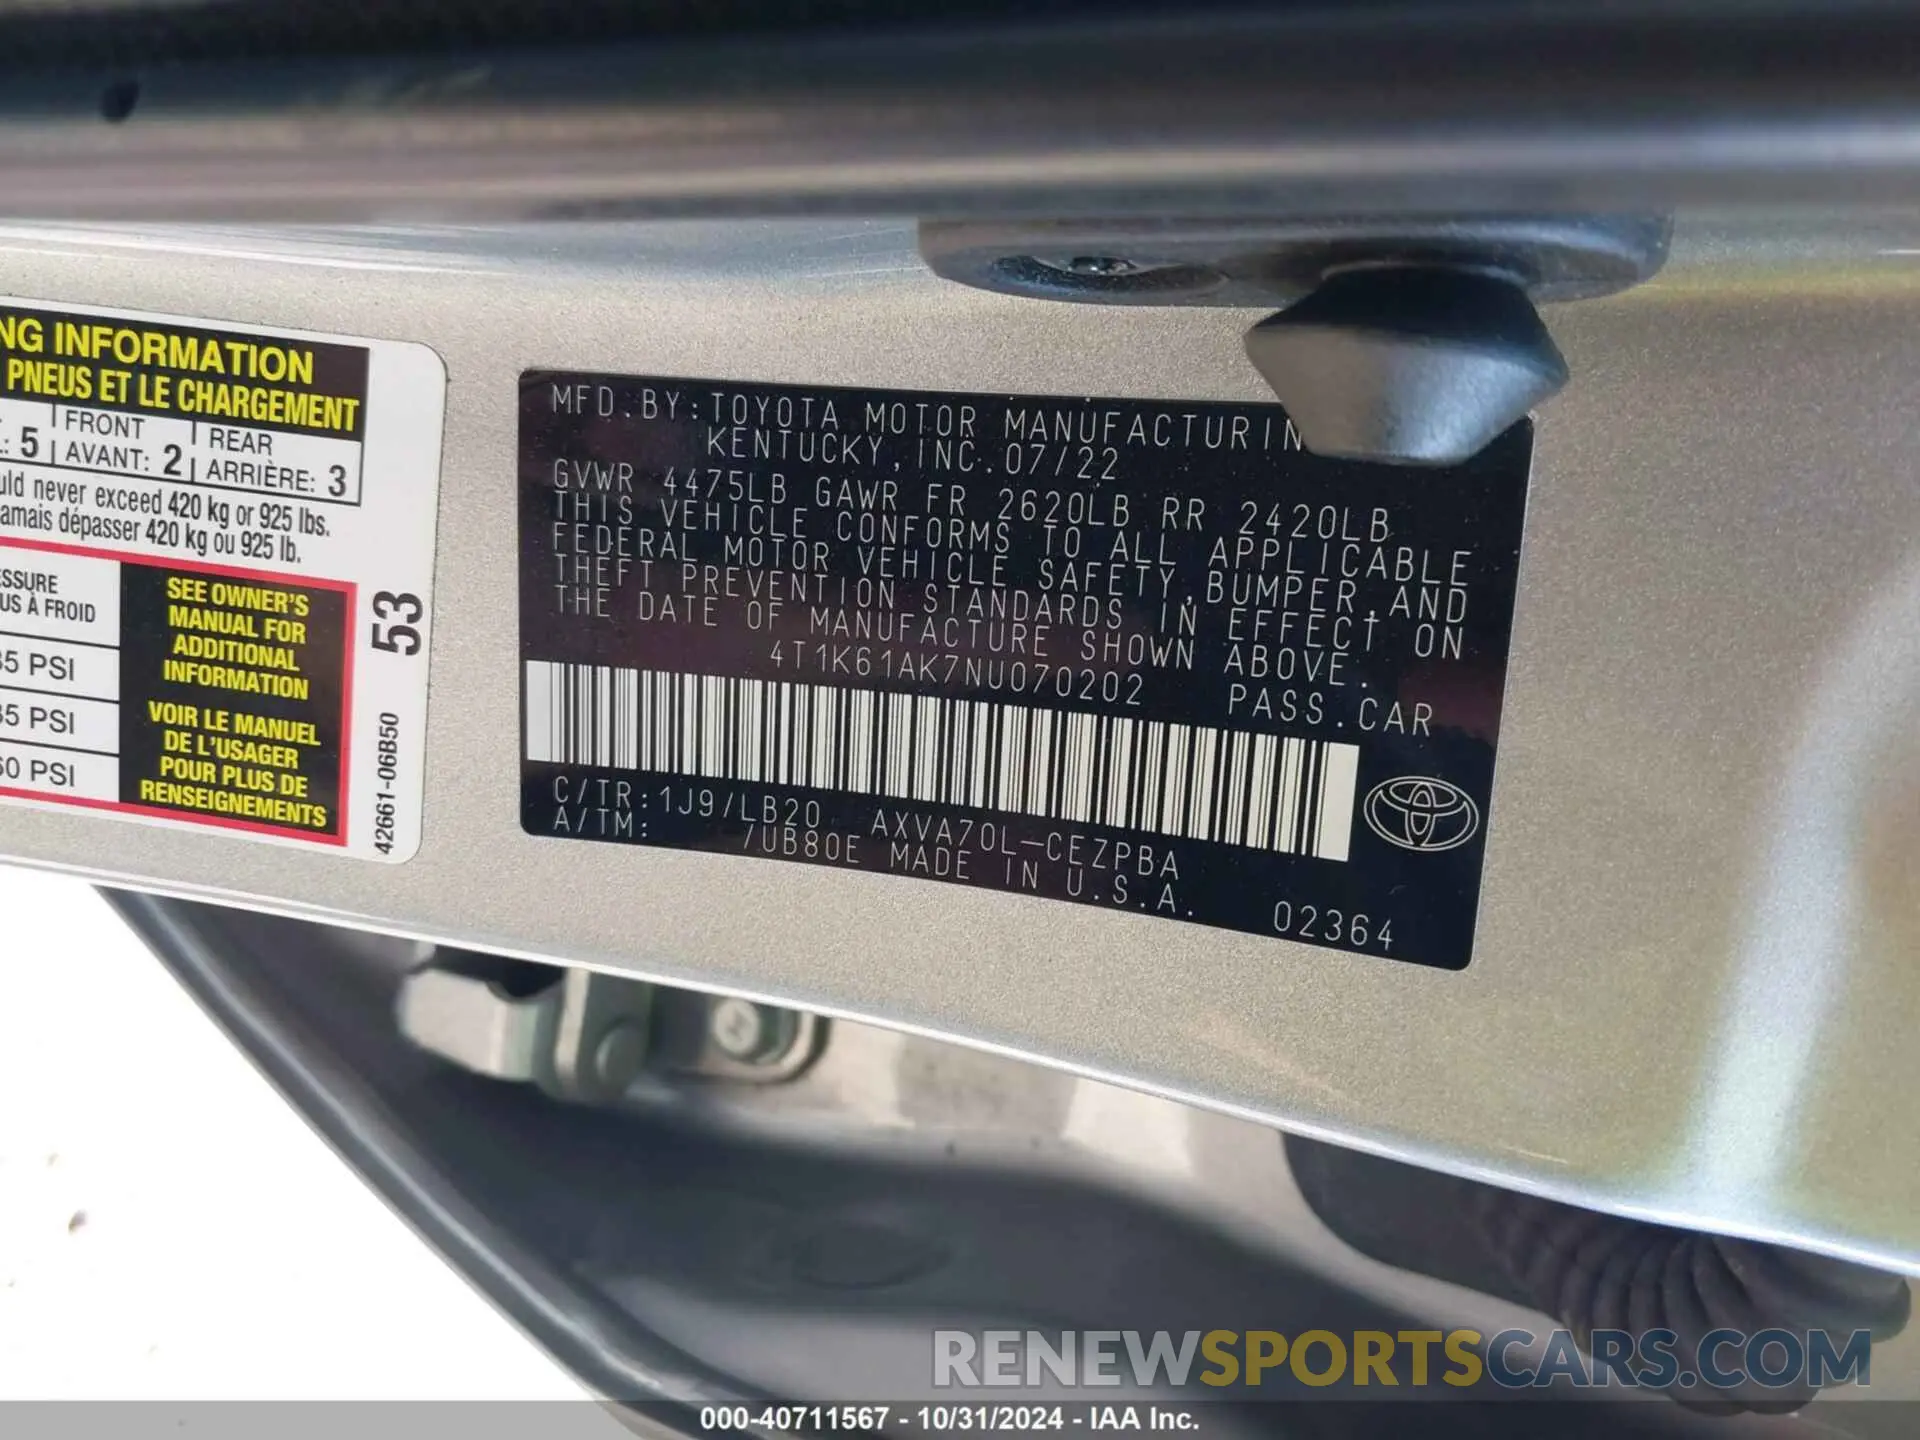 NG INFORMATION
PNEUS ET LE CHARGEMENT
5 FRONT AVANT: 2 REAR ARRIÈRE: 3
uld never exceed 420 kg or 925 lbs.
amais dépasser 420 kg ou 925 lb.
SSURE
US À FROID
35 PSI
35 PSI
60 PSI
SEE OWNER'S
MANUAL FOR
ADDITIONAL
INFORMATION
VOIR LE MANUEL
DE L'USAGER
POUR PLUS DE
RENSEIGNEMENTS
53
42661-06B50
MFD.BY:TOYOTA MOTOR MANUFACTURIN
KENTUCKY,INC. 07/22
GVWR 4475LB GAWR FR 2620LB RR 2420LB
THIS VEHICLE CONFORMS TO ALL APPLICABLE
FEDERAL MOTOR VEHICLE SAFETY,BUMPER,AND
THEFT PREVENTION STANDARDS IN EFFECT ON
THE DATE OF MANUFACTURE SHOWN ABOVE.
4T1K61AK7NU070202 PASS.CAR
C/TR:1J9/LB20 AXVA70L-CEZPBA
A/TM: /UB80E MADE IN U.S.A.
02364
RENEWSPORTSCARS.COM
000-40711567 - 10/31/2024 - IAA Inc.